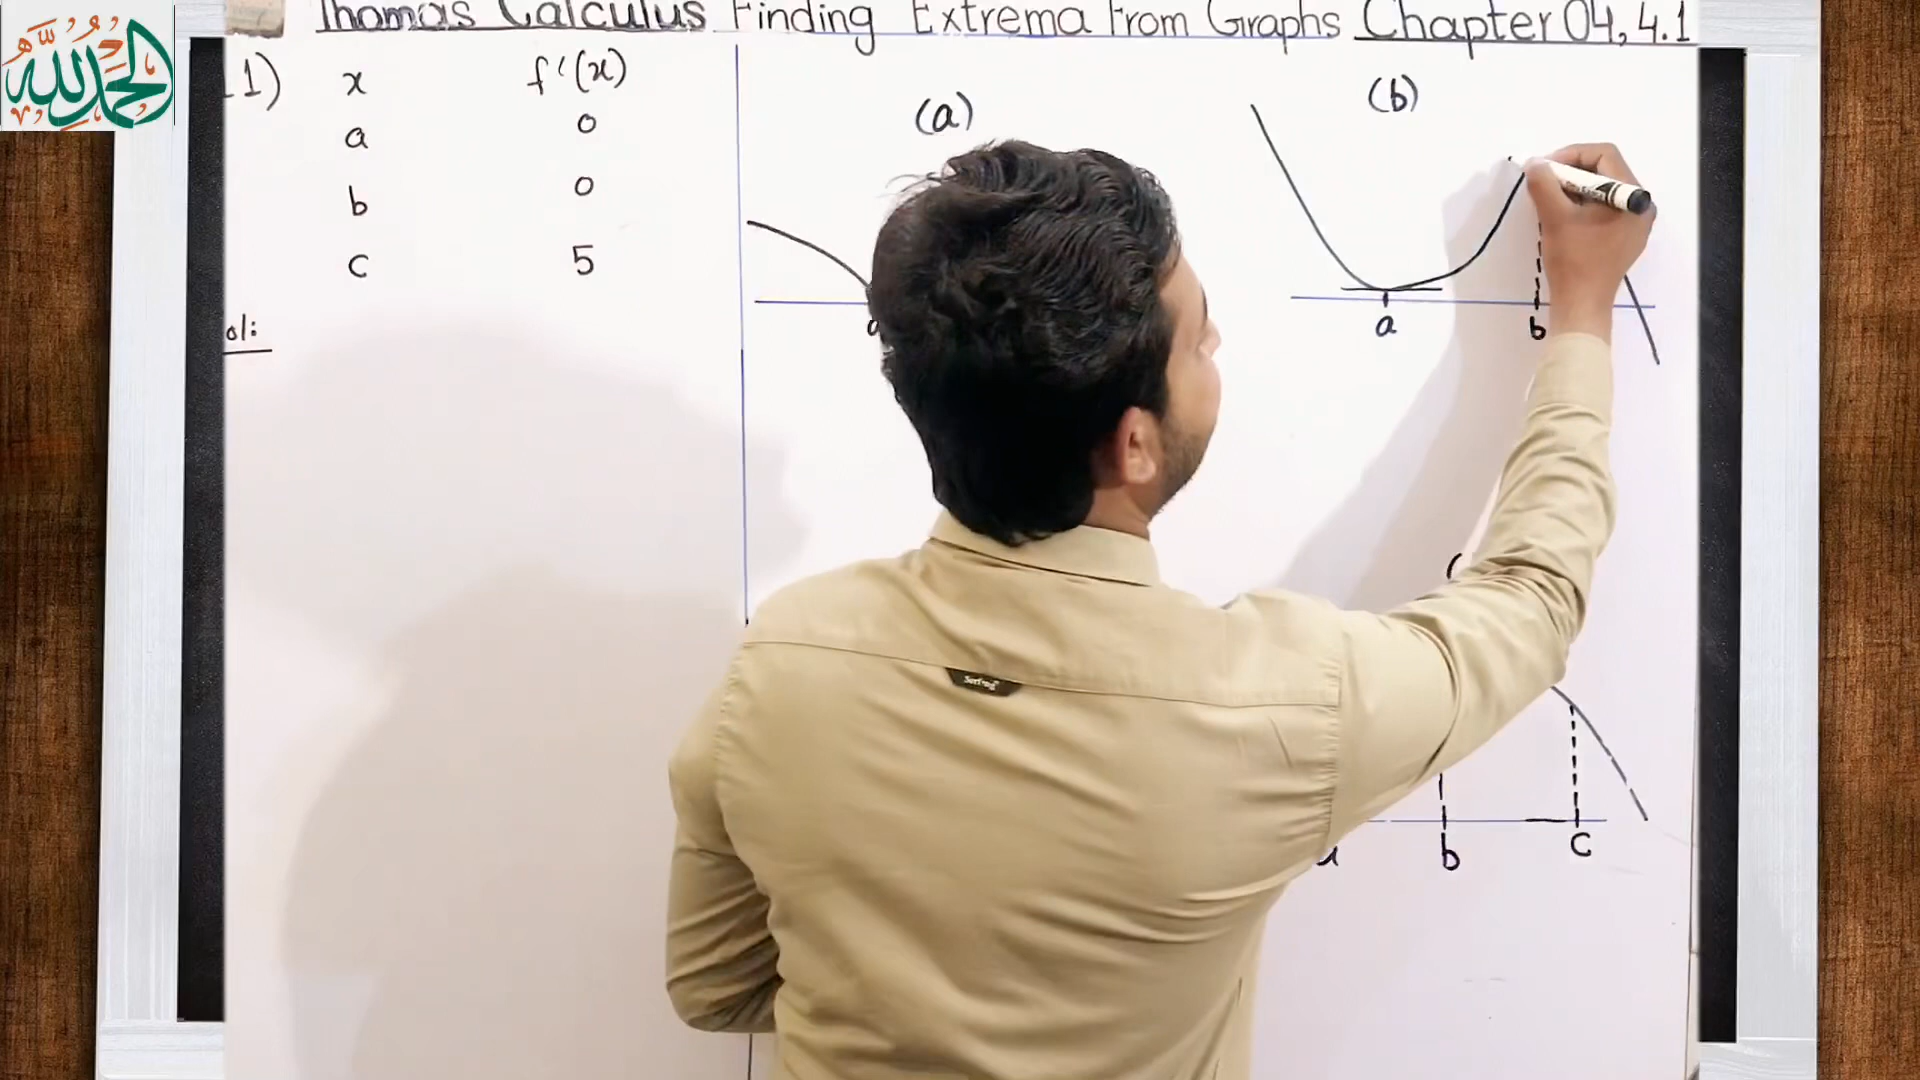 الحمد لله
Thomas Calculus Finding Extrema From Graphs Chapter 04, 4.1
1) x f'(x)
a 0
b 0
c 5
ol:
(a)
a
(b)
a b
b c